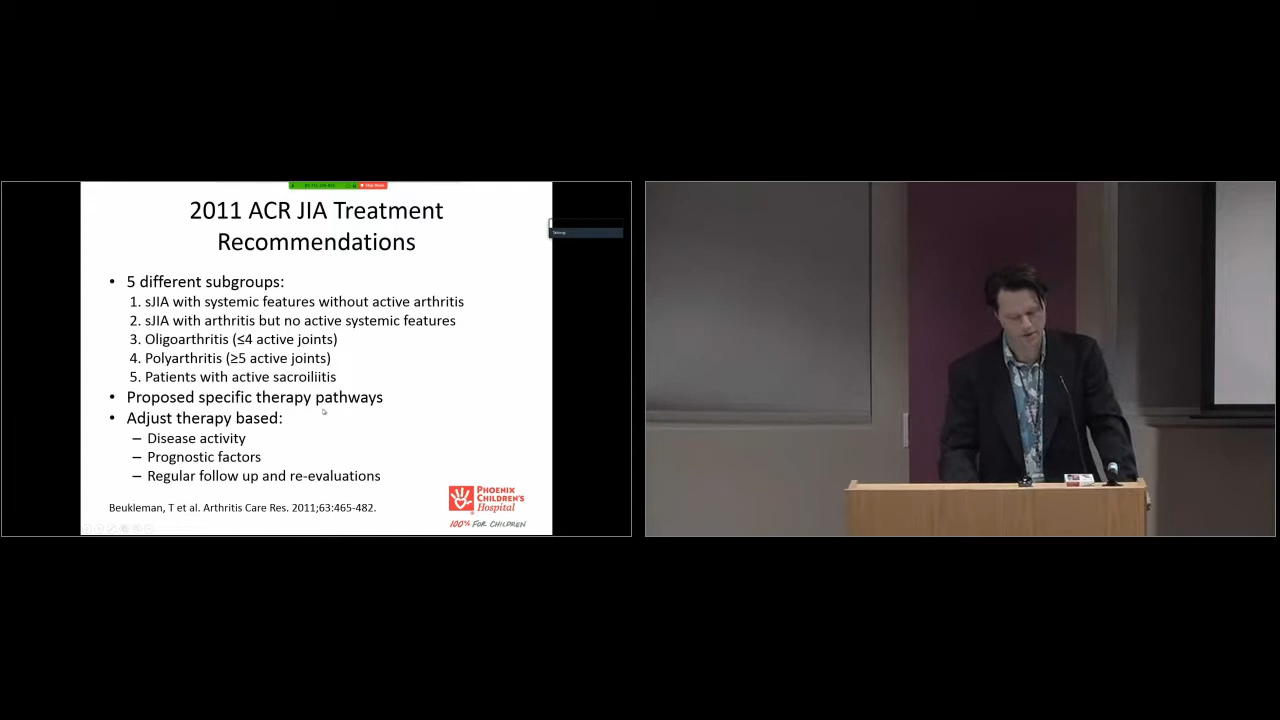 2011 ACR JIA Treatment
Recommendations
• 5 different subgroups:
1. sJIA with systemic features without active arthritis
2. sJIA with arthritis but no active systemic features
3. Oligoarthritis (≤4 active joints)
4. Polyarthritis (≥5 active joints)
5. Patients with active sacroiliitis
• Proposed specific therapy pathways
• Adjust therapy based:
– Disease activity
– Prognostic factors
– Regular follow up and re-evaluations
Beukleman, T et al. Arthritis Care Res. 2011;63:465-482.
PHOENIX
CHILDREN'S
Hospital
100% FOR CHILDREN
Talking:
Stop Share